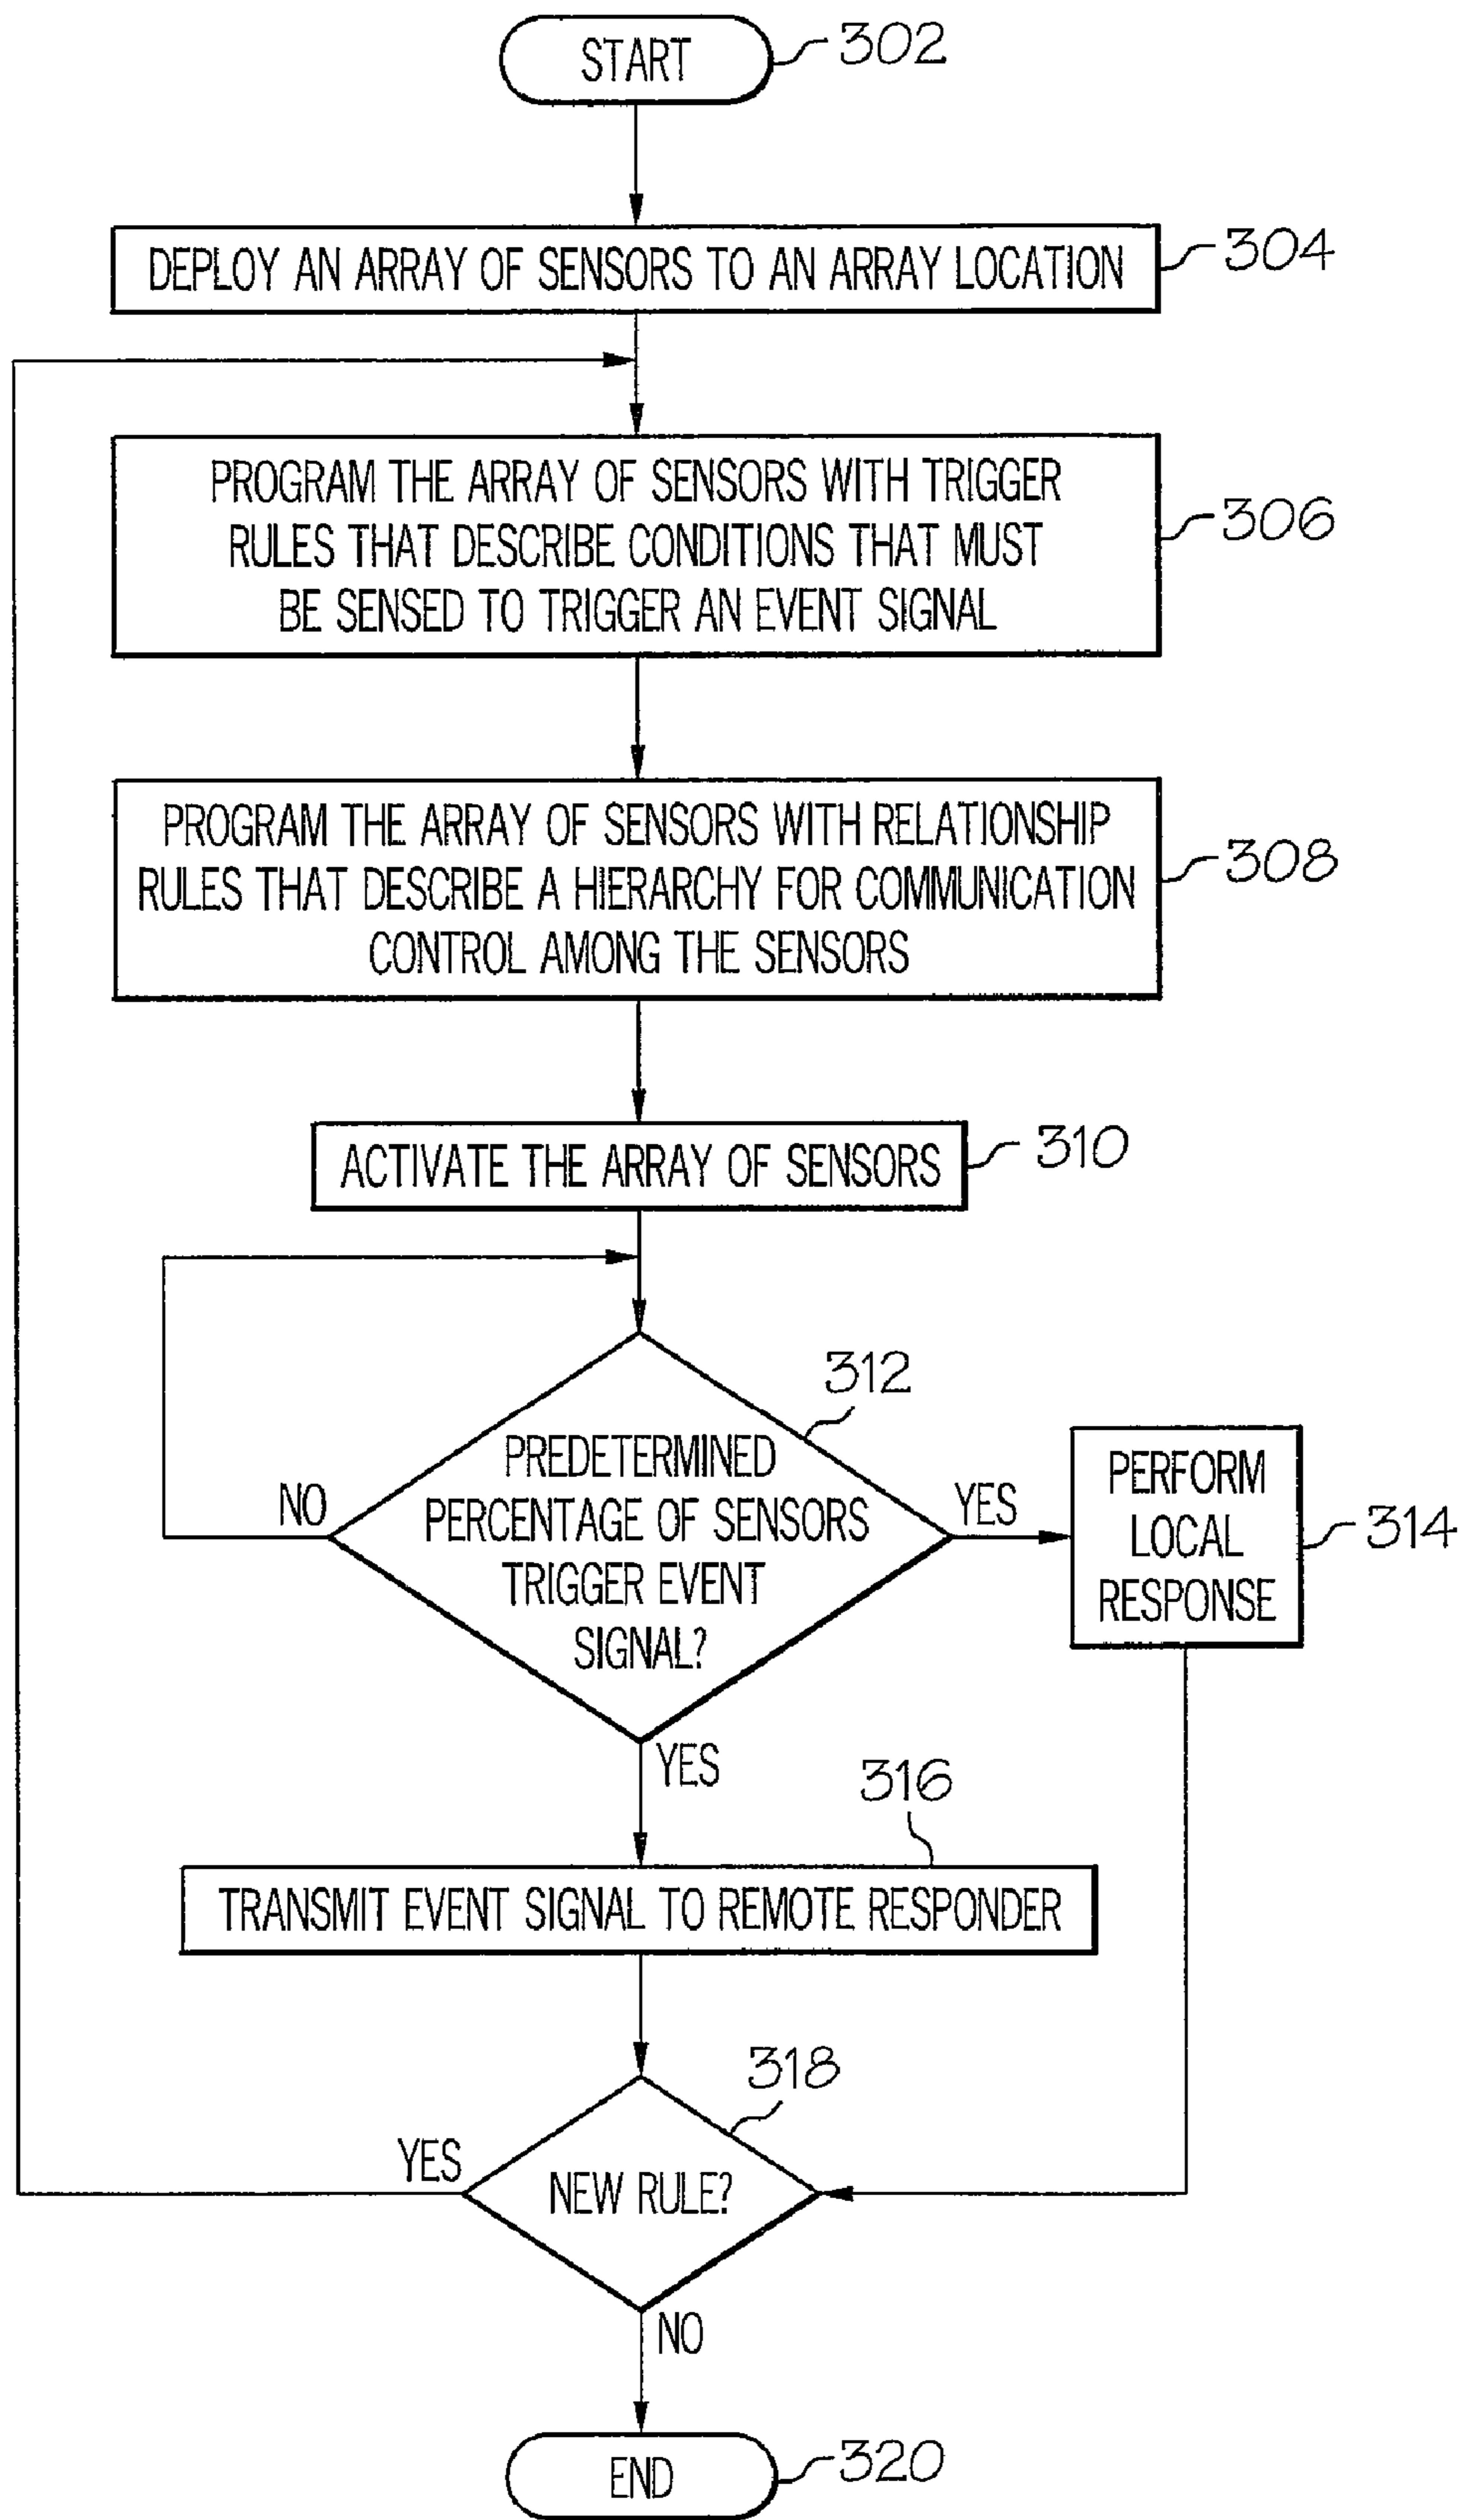 START
302
DEPLOY AN ARRAY OF SENSORS TO AN ARRAY LOCATION
304
PROGRAM THE ARRAY OF SENSORS WITH TRIGGER
RULES THAT DESCRIBE CONDITIONS THAT MUST
BE SENSED TO TRIGGER AN EVENT SIGNAL
306
PROGRAM THE ARRAY OF SENSORS WITH RELATIONSHIP
RULES THAT DESCRIBE A HIERARCHY FOR COMMUNICATION
CONTROL AMONG THE SENSORS
308
ACTIVATE THE ARRAY OF SENSORS
310
312
PREDETERMINED
PERCENTAGE OF SENSORS
TRIGGER EVENT
SIGNAL?
NO
YES
PERFORM
LOCAL
RESPONSE
314
YES
316
TRANSMIT EVENT SIGNAL TO REMOTE RESPONDER
318
YES
NEW RULE?
NO
END
320